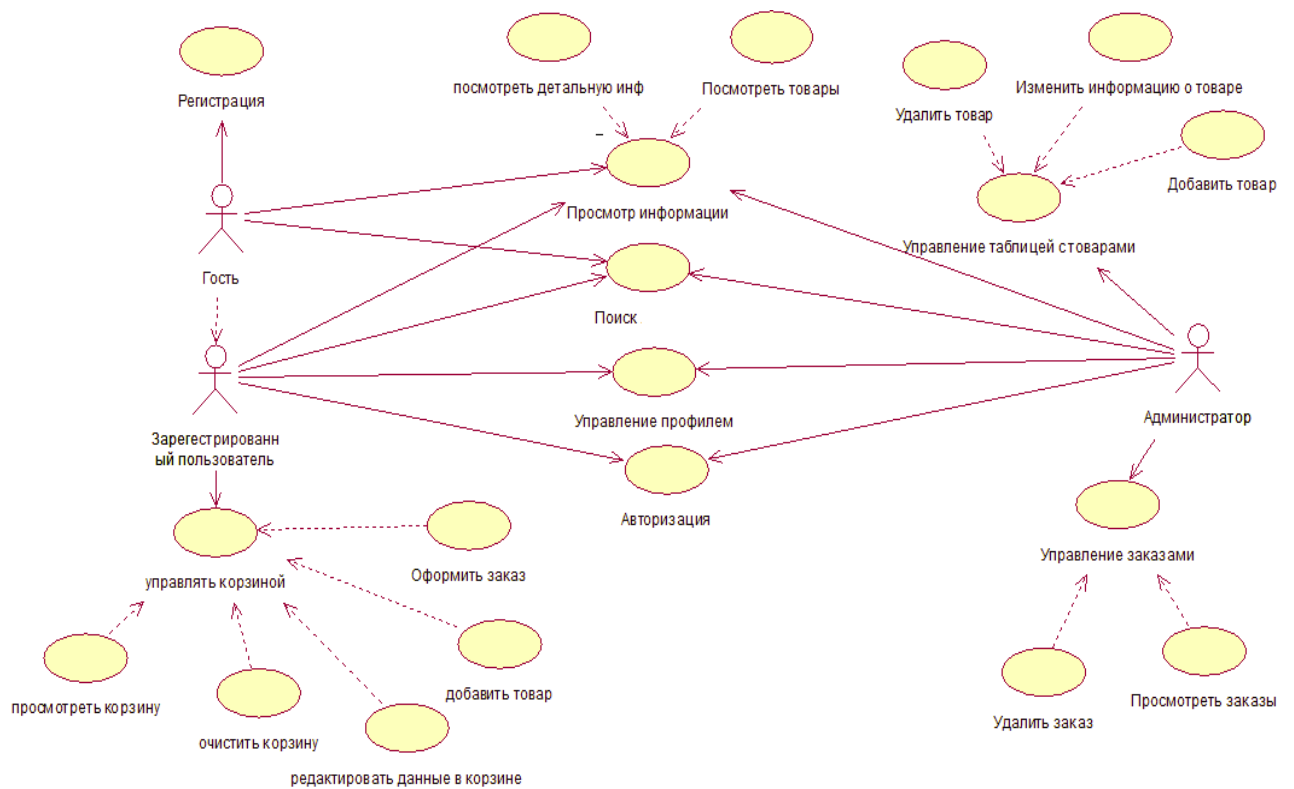 посмотреть детальную инф
Посмотреть товары
Изменить информацию о товаре
Регистрация
Удалить товар
Добавить товар
Просмотр информации
Управление таблицей стоварами
Гость
Поиск
Управление профилем
Администратор
Зарегестрированн
ый пользователь
Авторизация
Управление заказами
Оформить заказ
управлять корзиной
добавить товар
Просмотреть заказы
просмотреть корзину
Удалить заказ
очистить корзину
редактировать данные в корзине